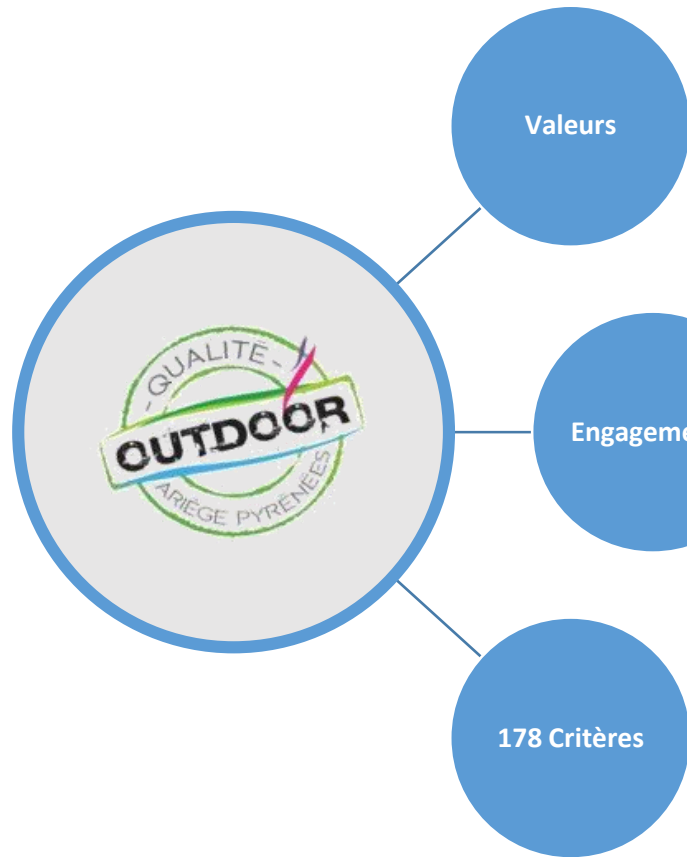 Valeurs
- QUALITÉ -
OUTDOOR
ARIÈGE PYRÉNÉES
178 Critères